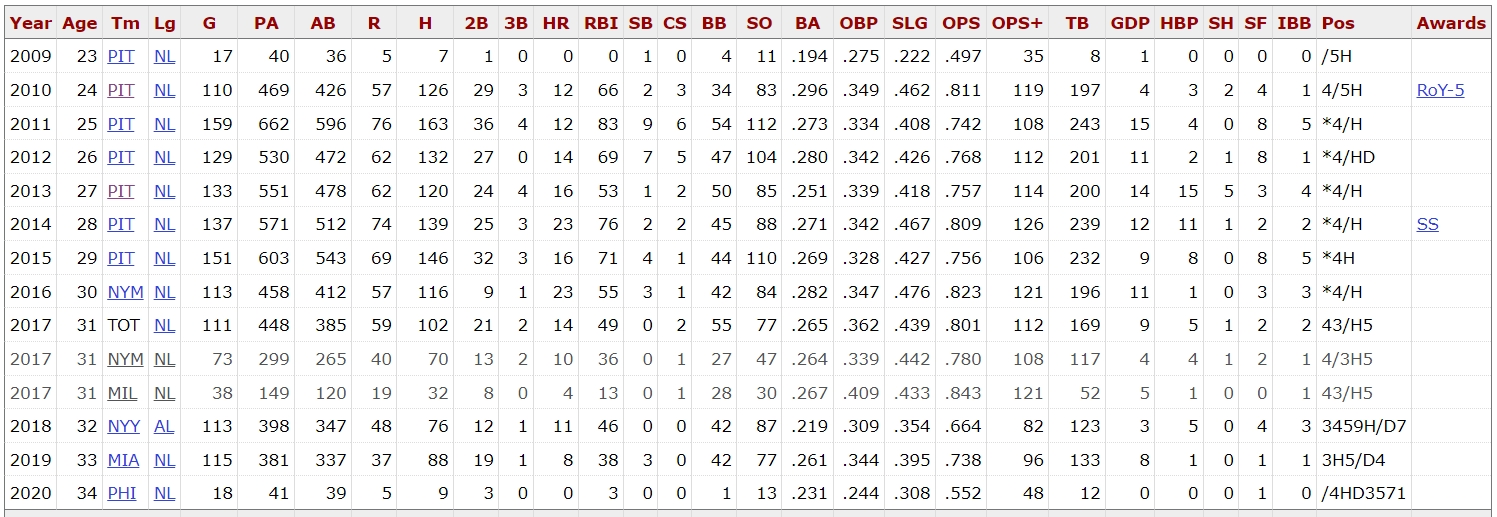 Year Age Tm Lg G PA AB R H 2B 3B HR RBI SB CS BB SO BA OBP SLG OPS OPS+ TB GDP HBP SH SF IBB Pos Awards
2009 23 PIT NL 17 40 36 5 7 1 0 0 0 1 0 4 11 .194 .275 .222 .497 35 8 1 0 0 0 0 /5H
2010 24 PIT NL 110 469 426 57 126 29 3 12 66 2 3 34 83 .296 .349 .462 .811 119 197 4 3 2 4 1 4/5H RoY-5
2011 25 PIT NL 159 662 596 76 163 36 4 12 83 9 6 54 112 .273 .334 .408 .742 108 243 15 4 0 8 5 *4/H
2012 26 PIT NL 129 530 472 62 132 27 0 14 69 7 5 47 104 .280 .342 .426 .768 112 201 11 2 1 8 1 *4/HD
2013 27 PIT NL 133 551 478 62 120 24 4 16 53 1 2 50 85 .251 .339 .418 .757 114 200 14 15 5 3 4 *4/H
2014 28 PIT NL 137 571 512 74 139 25 3 23 76 2 2 45 88 .271 .342 .467 .809 126 239 12 11 1 2 2 *4/H SS
2015 29 PIT NL 151 603 543 69 146 32 3 16 71 4 1 44 110 .269 .328 .427 .756 106 232 9 8 0 8 5 *4H
2016 30 NYM NL 113 458 412 57 116 9 1 23 55 3 1 42 84 .282 .347 .476 .823 121 196 11 1 0 3 3 *4/H
2017 31 TOT NL 111 448 385 59 102 21 2 14 49 0 2 55 77 .265 .362 .439 .801 112 169 9 5 1 2 2 43/H5
2017 31 NYM NL 73 299 265 40 70 13 2 10 36 0 1 27 47 .264 .339 .442 .780 108 117 4 4 1 2 1 4/3H5
2017 31 MIL NL 38 149 120 19 32 8 0 4 13 0 1 28 30 .267 .409 .433 .843 121 52 5 1 0 0 1 43/H5
2018 32 NYY AL 113 398 347 48 76 12 1 11 46 0 0 42 87 .219 .309 .354 .664 82 123 3 5 0 4 3 3459H/D7
2019 33 MIA NL 115 381 337 37 88 19 1 8 38 3 0 42 77 .261 .344 .395 .738 96 133 8 1 0 1 1 3H5/D4
2020 34 PHI NL 18 41 39 5 9 3 0 0 3 0 0 1 13 .231 .244 .308 .552 48 12 0 0 0 1 0 /4HD3571